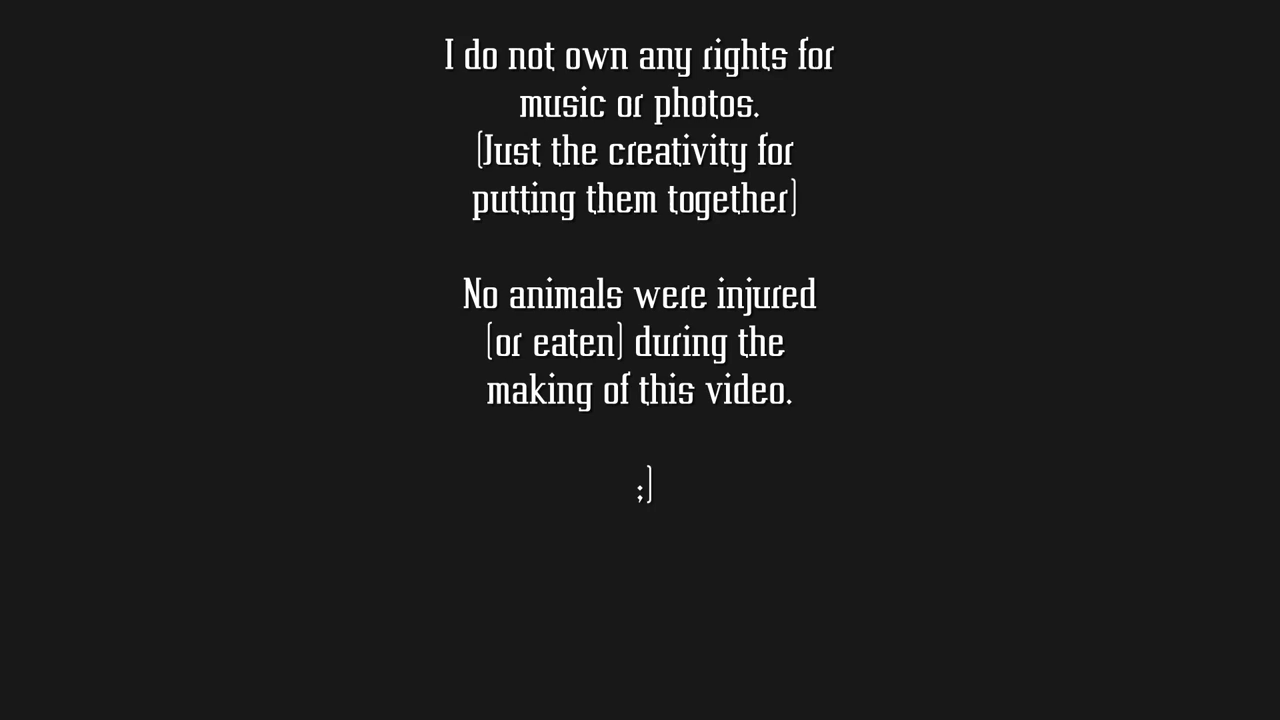 I do not own any rights for
music or photos.
(Just the creativity for
putting them together)
No animals were injured
(or eaten) during the
making of this video.
;)